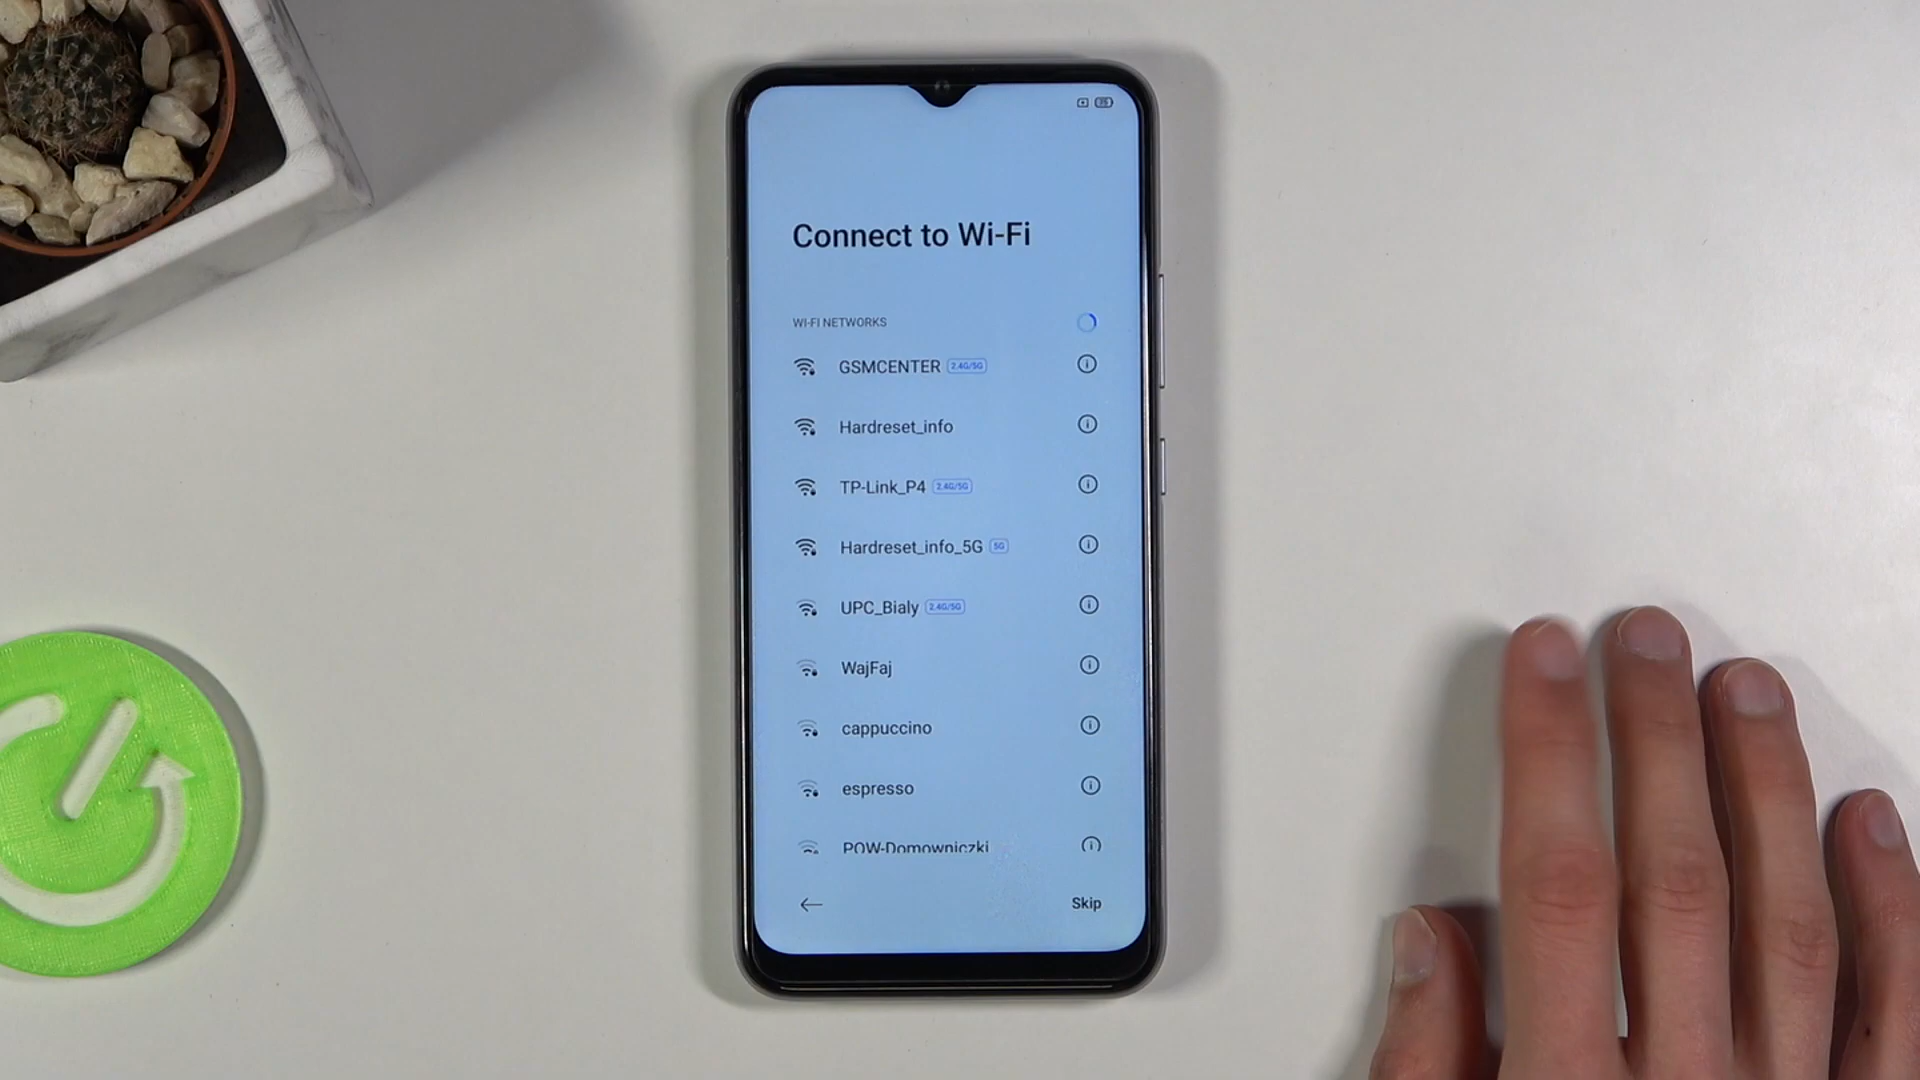 Connect to Wi-Fi
WI-FI NETWORKS
GSMCENTER 2.4G/5G
Hardreset_info
TP-Link_P4 2.4G/5G
Hardreset_info_5G 5G
UPC_Bialy 2.4G/5G
WajFaj
cappuccino
espresso
POW-Domowniczki
Skip